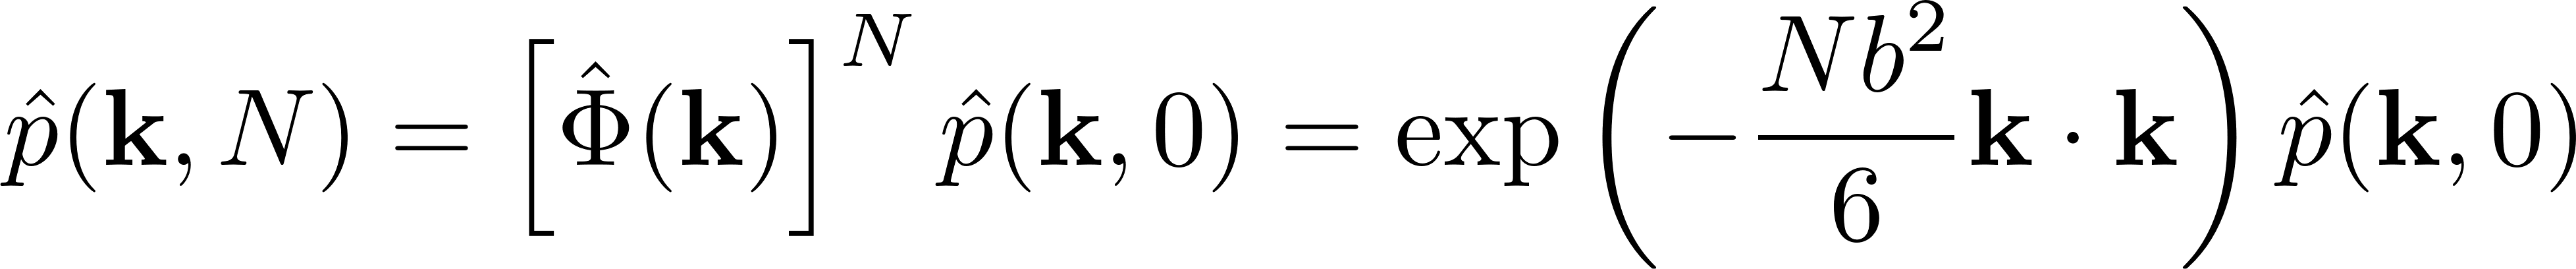 p̂(𝐤, N) = [Φ̂(𝐤)]^N p̂(𝐤, 0) = exp(−(Nb²/6) 𝐤 · 𝐤) p̂(𝐤, 0)